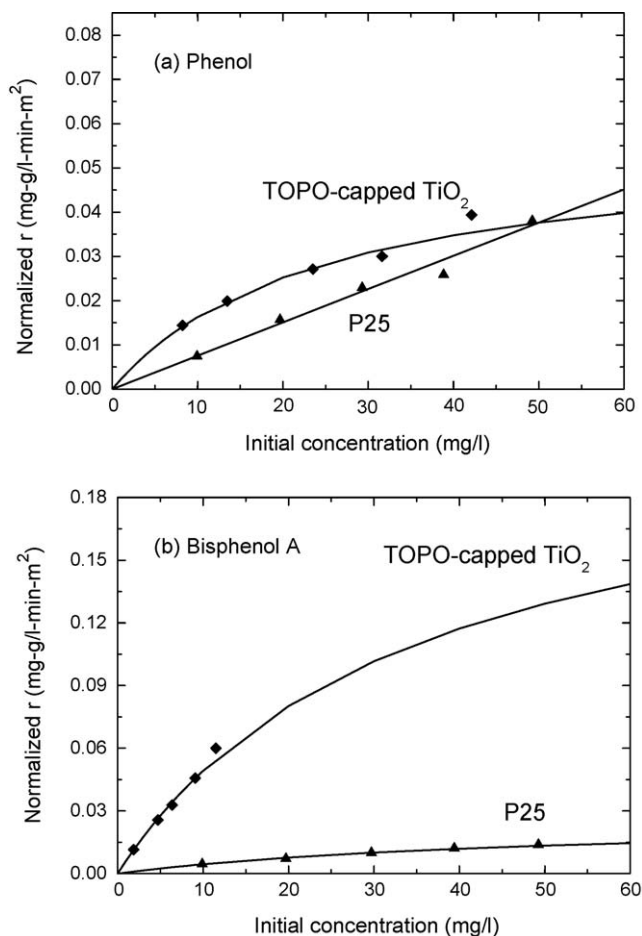 0.08
(a) Phenol
0.07
0.06
0.05
TOPO-capped TiO₂
0.04
0.03
0.02
P25
0.01
0.00
0 10 20 30 40 50 60
Normalized r (mg-g/l-min-m²)
Initial concentration (mg/l)
0.18
(b) Bisphenol A
TOPO-capped TiO₂
0.15
0.12
0.09
0.06
P25
0.03
0.00
0 10 20 30 40 50 60
Normalized r (mg-g/l-min-m²)
Initial concentration (mg/l)